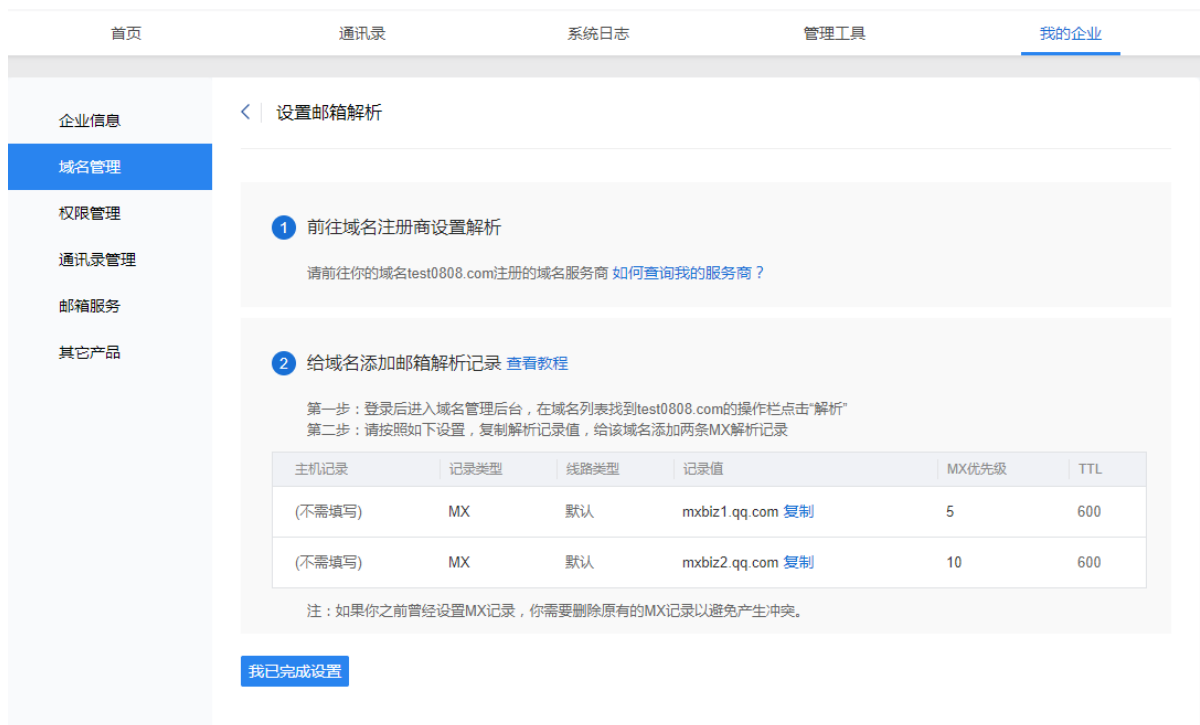 首页 通讯录 系统日志 管理工具 我的企业
企业信息
域名管理
权限管理
通讯录管理
邮箱服务
其它产品
设置邮箱解析
1 前往域名注册商设置解析
请前往你的域名test0808.com注册的域名服务商 如何查询我的服务商？
2 给域名添加邮箱解析记录 查看教程
第一步：登录后进入域名管理后台，在域名列表找到test0808.com的操作栏点击“解析”
第二步：请按照如下设置，复制解析记录值，给该域名添加两条MX解析记录
主机记录 记录类型 线路类型 记录值 MX优先级 TTL
(不需填写) MX 默认 mxbiz1.qq.com 复制 5 600
(不需填写) MX 默认 mxbiz2.qq.com 复制 10 600
注：如果你之前曾经设置MX记录，你需要删除原有的MX记录以避免产生冲突。
我已完成设置